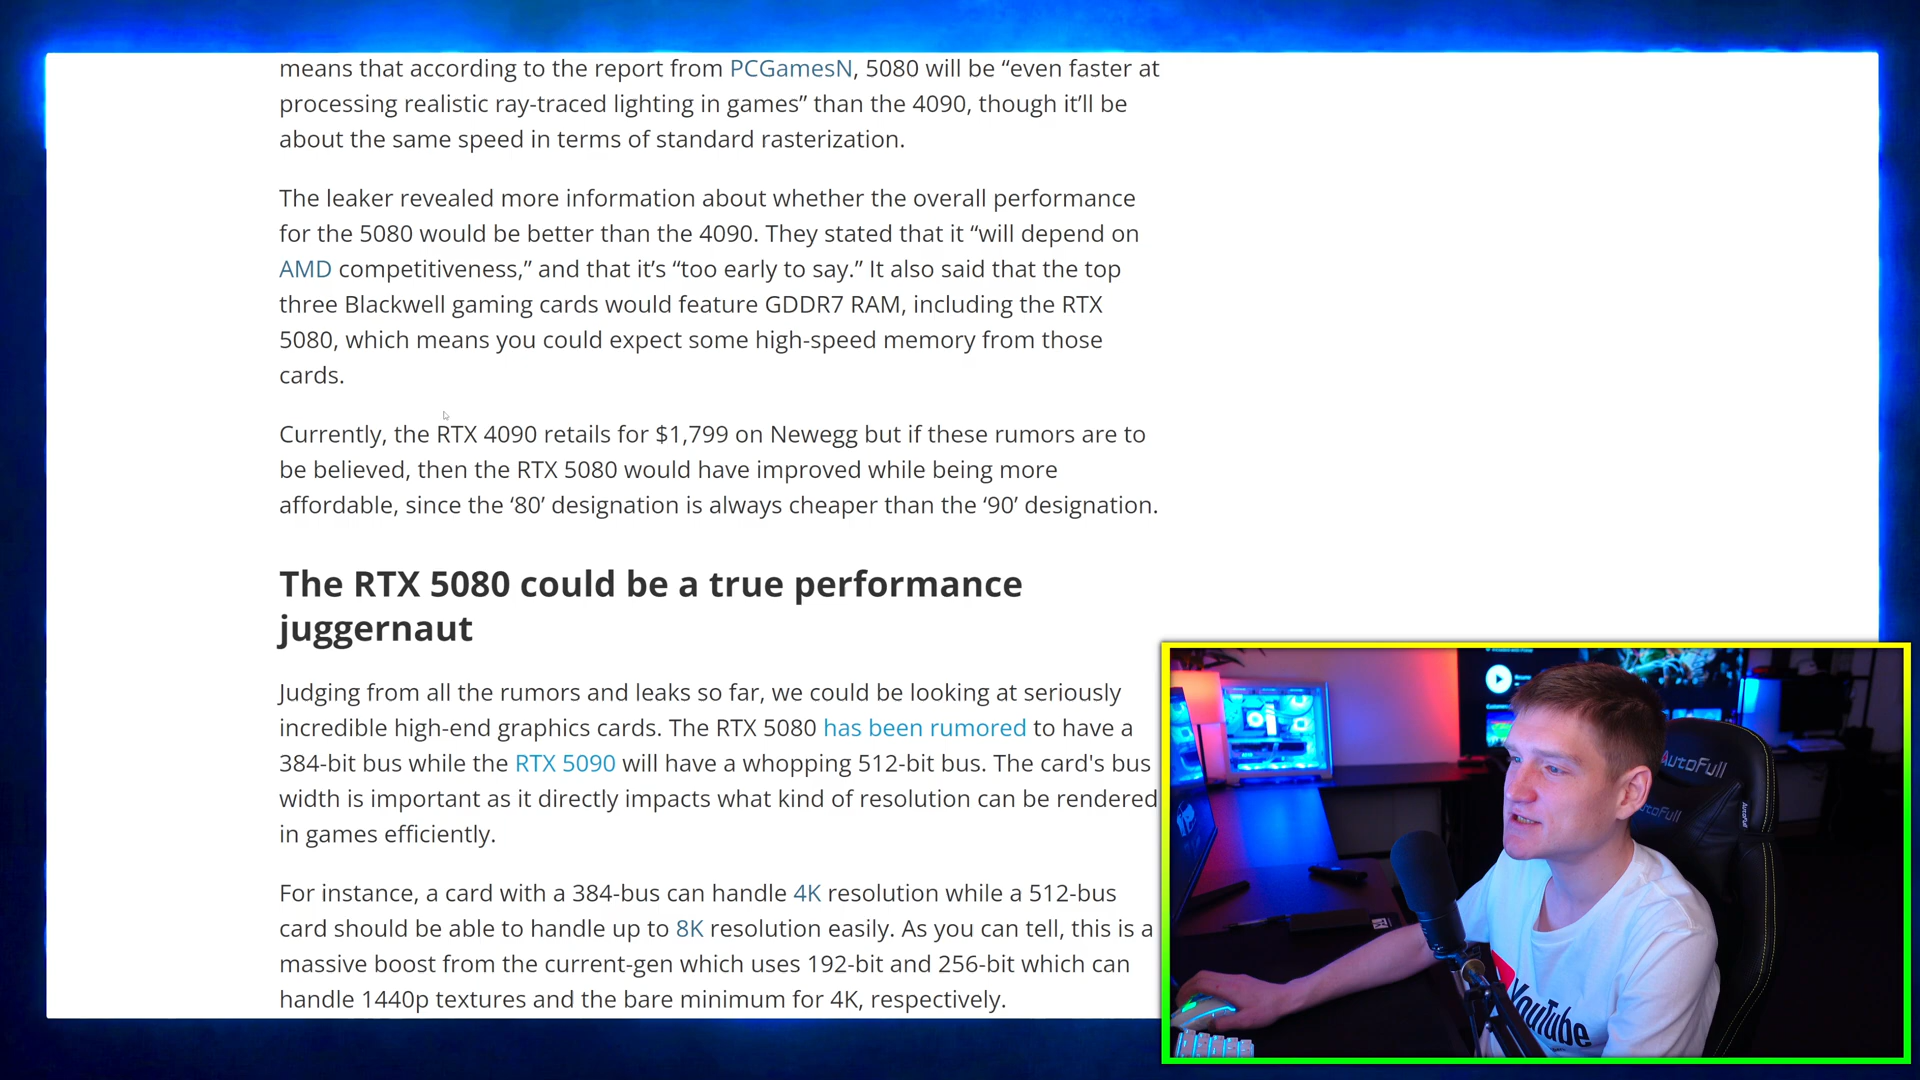 means that according to the report from PCGamesN, 5080 will be “even faster at
processing realistic ray-traced lighting in games” than the 4090, though it’ll be
about the same speed in terms of standard rasterization.
The leaker revealed more information about whether the overall performance
for the 5080 would be better than the 4090. They stated that it “will depend on
AMD competitiveness,” and that it’s “too early to say.” It also said that the top
three Blackwell gaming cards would feature GDDR7 RAM, including the RTX
5080, which means you could expect some high-speed memory from those
cards.
Currently, the RTX 4090 retails for $1,799 on Newegg but if these rumors are to
be believed, then the RTX 5080 would have improved while being more
affordable, since the ‘80’ designation is always cheaper than the ‘90’ designation.
The RTX 5080 could be a true performance
juggernaut
Judging from all the rumors and leaks so far, we could be looking at seriously
incredible high-end graphics cards. The RTX 5080 has been rumored to have a
384-bit bus while the RTX 5090 will have a whopping 512-bit bus. The card's bus
width is important as it directly impacts what kind of resolution can be rendered
in games efficiently.
For instance, a card with a 384-bus can handle 4K resolution while a 512-bus
card should be able to handle up to 8K resolution easily. As you can tell, this is a
massive boost from the current-gen which uses 192-bit and 256-bit which can
handle 1440p textures and the bare minimum for 4K, respectively.
AutoFull
AutoFull
YouTube